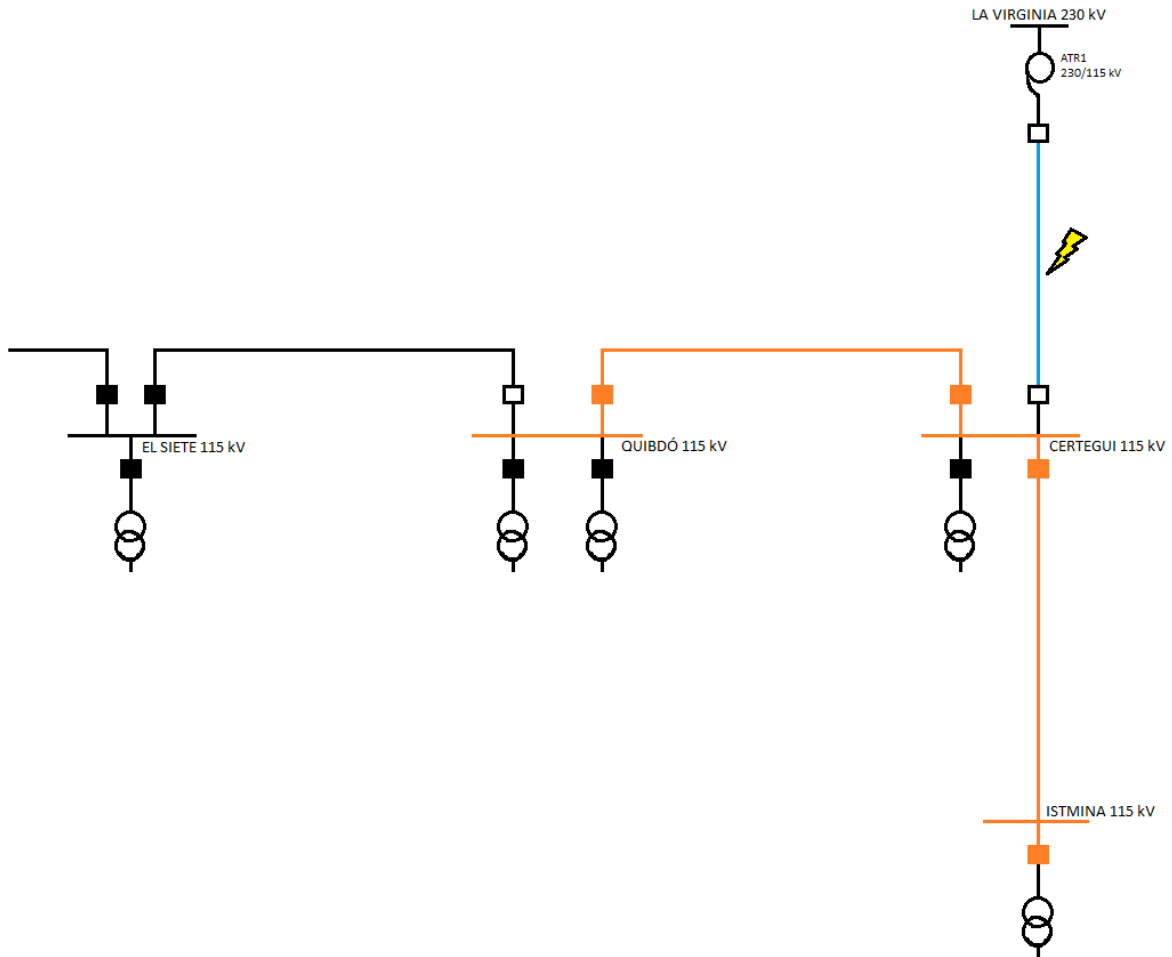 LA VIRGINIA 230 kV
ATR1
230/115 kV
EL SIETE 115 kV
QUIBDÓ 115 kV
CERTEGUI 115 kV
ISTMINA 115 kV